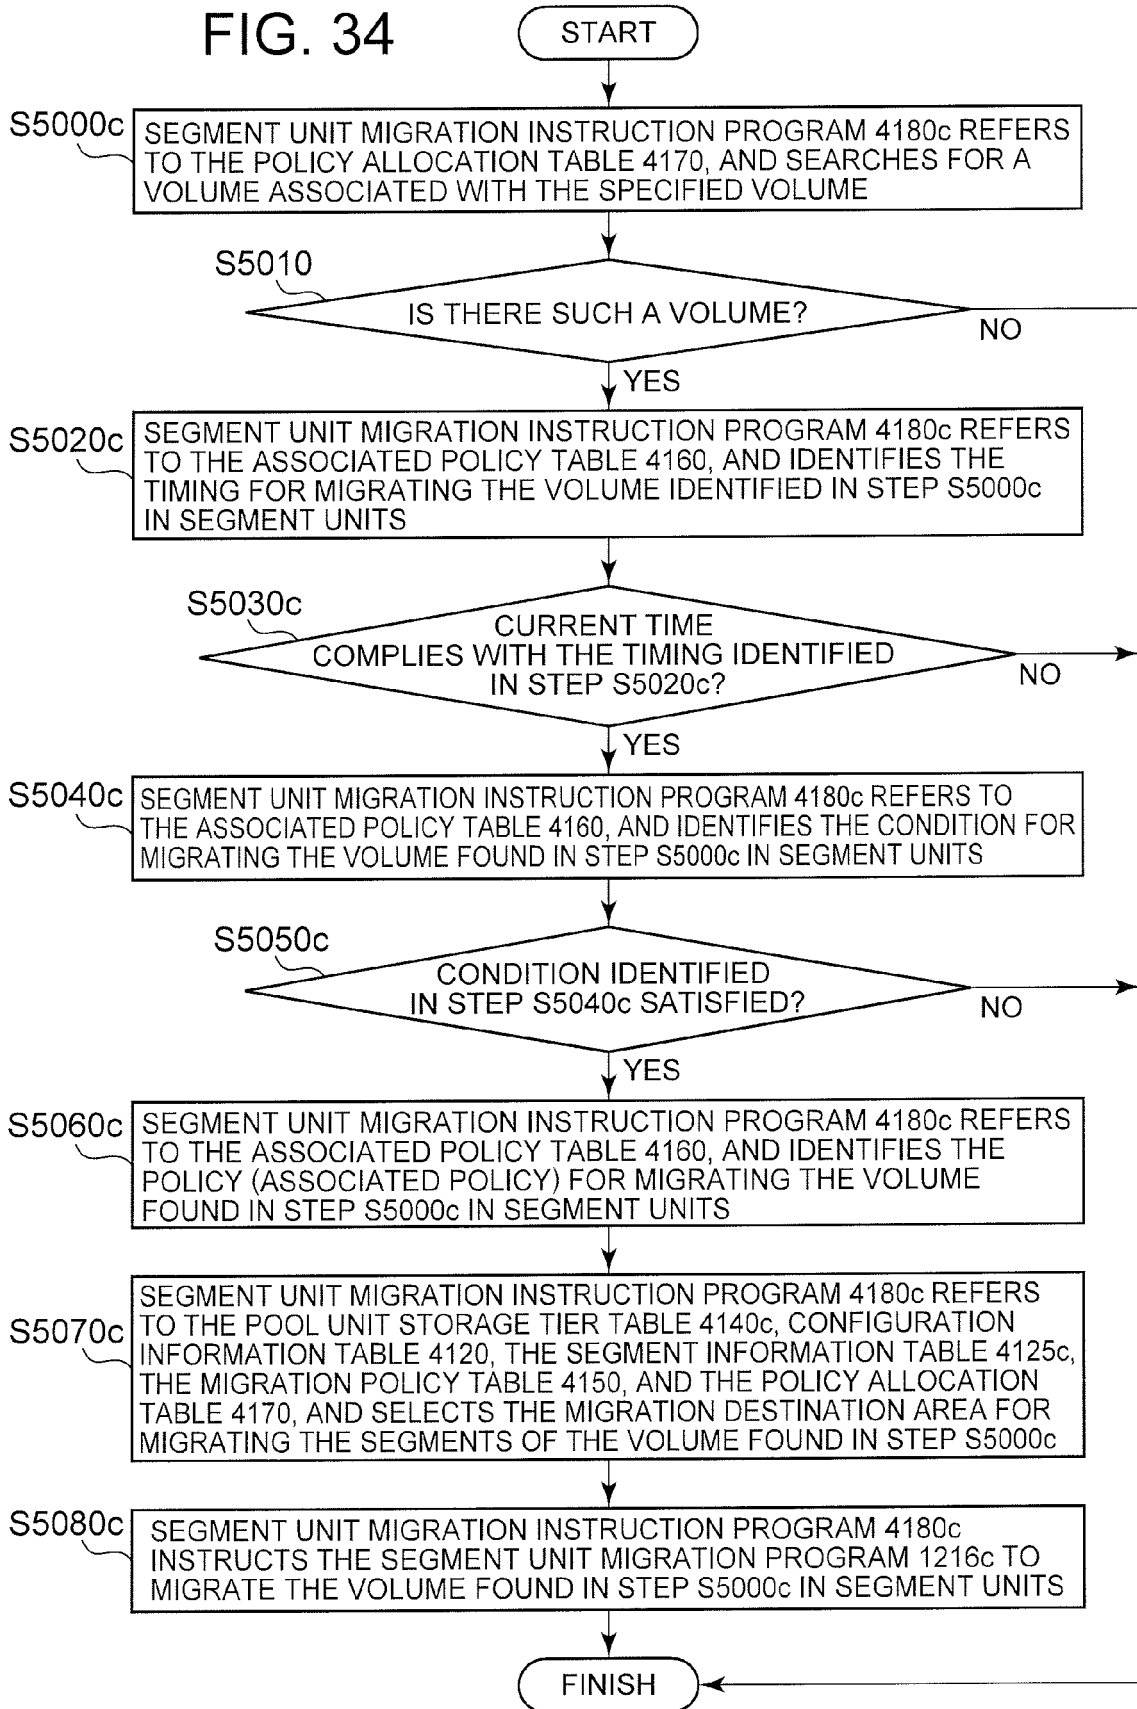 FIG. 34
START
S5000c
SEGMENT UNIT MIGRATION INSTRUCTION PROGRAM 4180c REFERS
TO THE POLICY ALLOCATION TABLE 4170, AND SEARCHES FOR A
VOLUME ASSOCIATED WITH THE SPECIFIED VOLUME
S5010
IS THERE SUCH A VOLUME?
NO
YES
S5020c
SEGMENT UNIT MIGRATION INSTRUCTION PROGRAM 4180c REFERS
TO THE ASSOCIATED POLICY TABLE 4160, AND IDENTIFIES THE
TIMING FOR MIGRATING THE VOLUME IDENTIFIED IN STEP S5000c
IN SEGMENT UNITS
S5030c
CURRENT TIME
COMPLIES WITH THE TIMING IDENTIFIED
IN STEP S5020c?
NO
YES
S5040c
SEGMENT UNIT MIGRATION INSTRUCTION PROGRAM 4180c REFERS TO
THE ASSOCIATED POLICY TABLE 4160, AND IDENTIFIES THE CONDITION FOR
MIGRATING THE VOLUME FOUND IN STEP S5000c IN SEGMENT UNITS
S5050c
CONDITION IDENTIFIED
IN STEP S5040c SATISFIED?
NO
YES
S5060c
SEGMENT UNIT MIGRATION INSTRUCTION PROGRAM 4180c REFERS
TO THE ASSOCIATED POLICY TABLE 4160, AND IDENTIFIES THE
POLICY (ASSOCIATED POLICY) FOR MIGRATING THE VOLUME
FOUND IN STEP S5000c IN SEGMENT UNITS
S5070c
SEGMENT UNIT MIGRATION INSTRUCTION PROGRAM 4180c REFERS
TO THE POOL UNIT STORAGE TIER TABLE 4140c, CONFIGURATION
INFORMATION TABLE 4120, THE SEGMENT INFORMATION TABLE 4125c,
THE MIGRATION POLICY TABLE 4150, AND THE POLICY ALLOCATION
TABLE 4170, AND SELECTS THE MIGRATION DESTINATION AREA FOR
MIGRATING THE SEGMENTS OF THE VOLUME FOUND IN STEP S5000c
S5080c
SEGMENT UNIT MIGRATION INSTRUCTION PROGRAM 4180c
INSTRUCTS THE SEGMENT UNIT MIGRATION PROGRAM 1216c TO
MIGRATE THE VOLUME FOUND IN STEP S5000c IN SEGMENT UNITS
FINISH